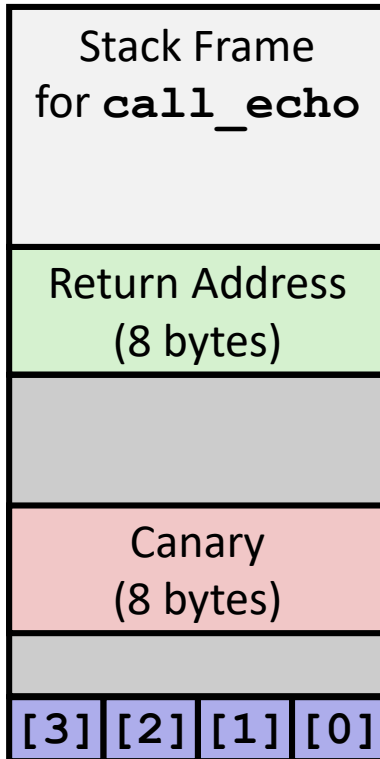 Stack Frame
for call_echo
Return Address
(8 bytes)
Canary
(8 bytes)
[3] [2] [1] [0]